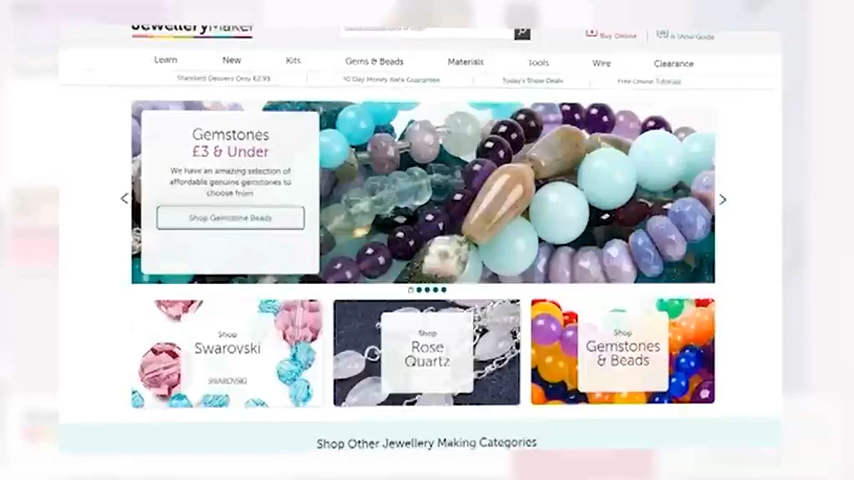 JewelleryMaker
Buy Online
Learn New Kits Gems & Beads Materials Tools Wire Clearance
Standard Delivery Only £2.99 10 Day Money Back Guarantee Today's Show Deals Free Online Tutorials
Gemstones
£3 & Under
We have an amazing selection of
affordable genuine gemstones to
choose from
Shop Gemstone Beads
Shop
Swarovski
SWAROVSKI
Shop
Rose
Quartz
Shop
Gemstones
& Beads
Shop Other Jewellery Making Categories